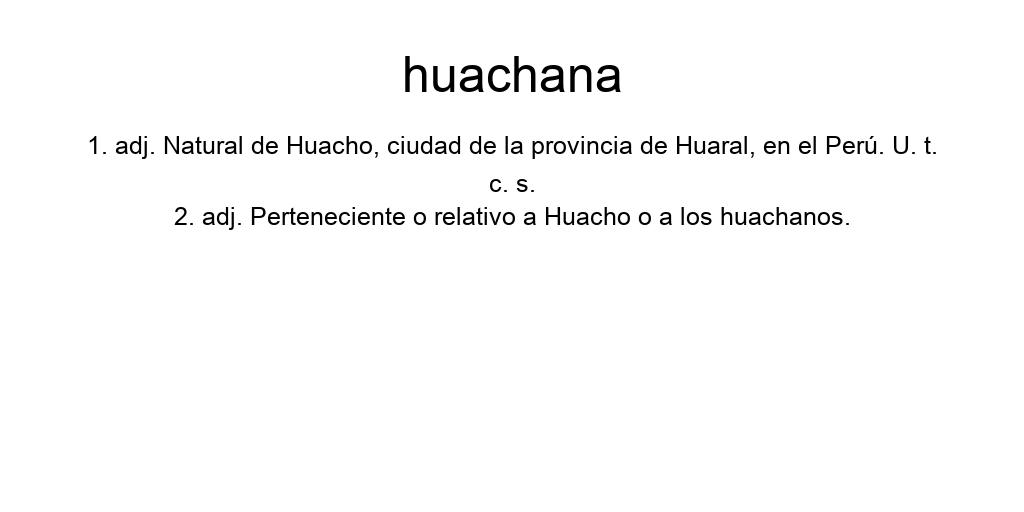 huachana
1. adj. Natural de Huacho, ciudad de la provincia de Huaral, en el Perú. U. t.
c. s.
2. adj. Perteneciente o relativo a Huacho o a los huachanos.